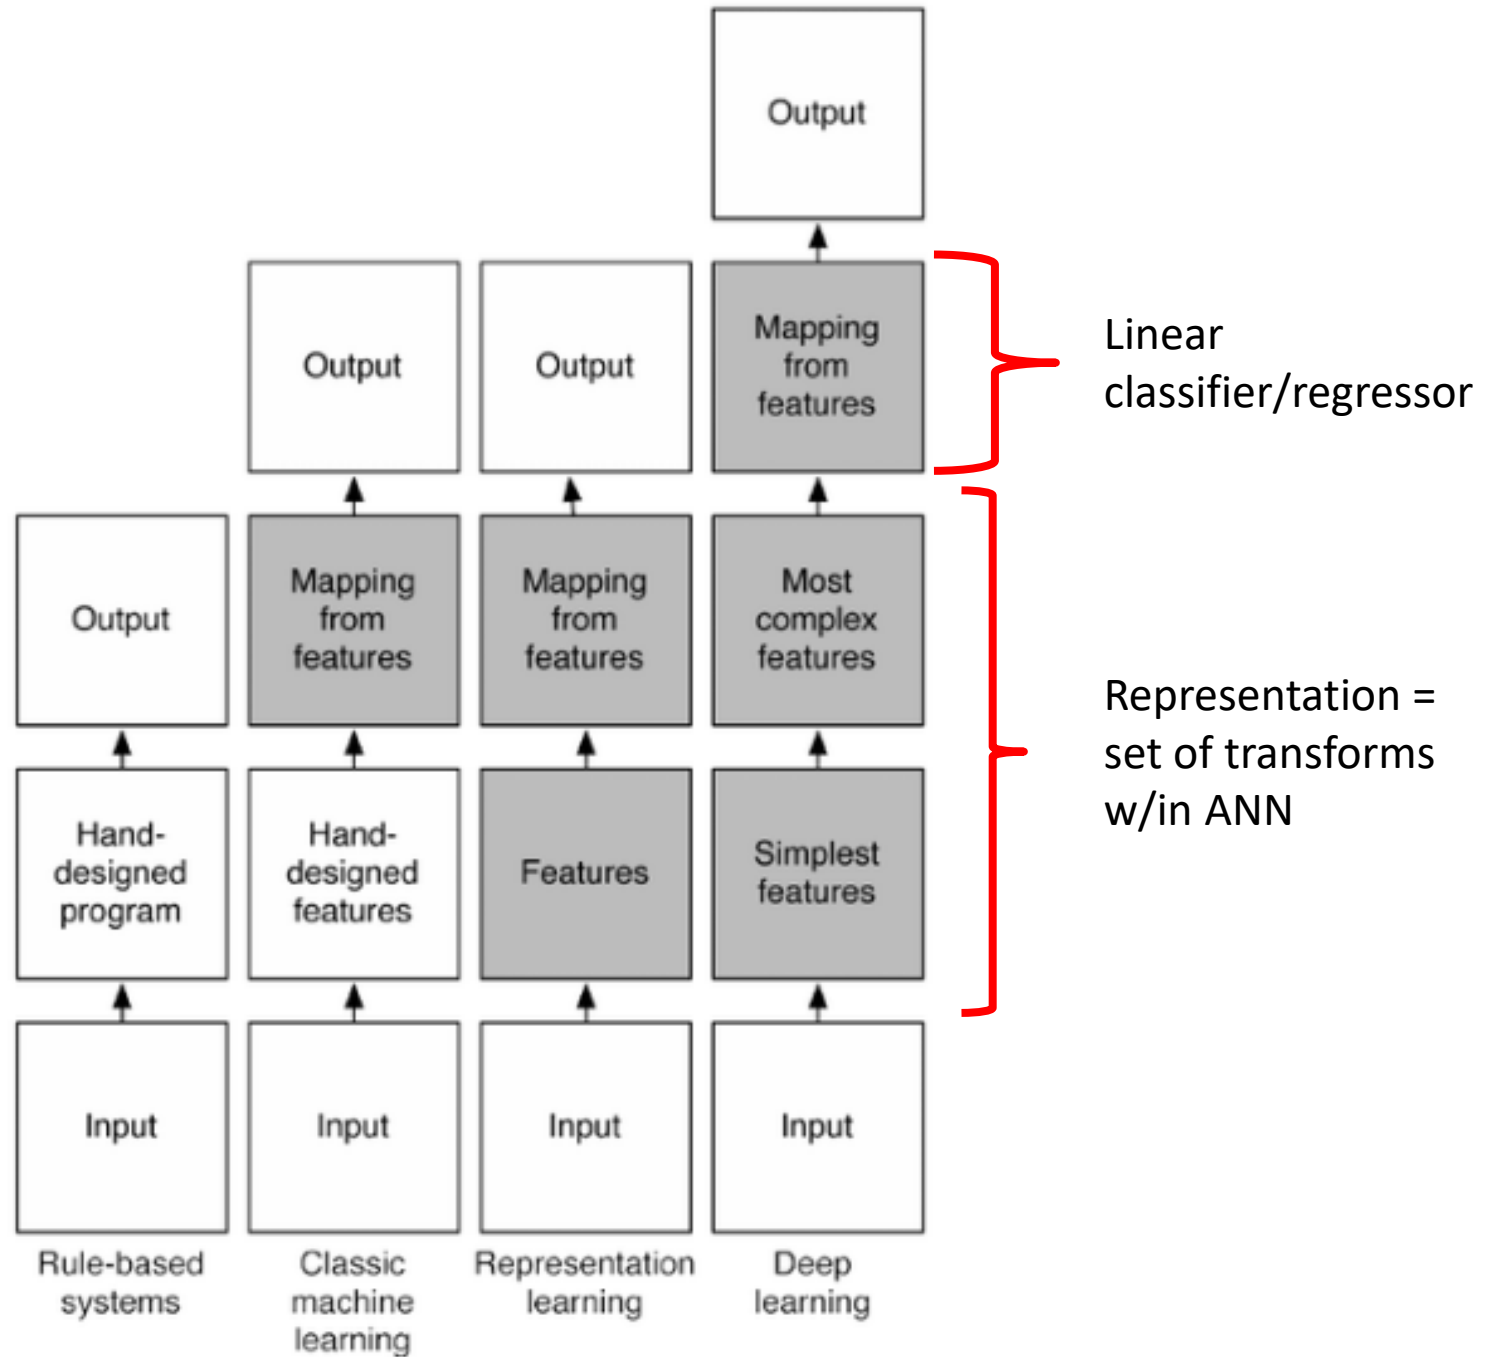 Output
Output
Output
Mapping
from
features
Linear
classifier/regressor
Output
Mapping
from
features
Mapping
from
features
Most
complex
features
Representation =
set of transforms
w/in ANN
Hand-
designed
program
Hand-
designed
features
Features
Simplest
features
Input
Input
Input
Input
Rule-based
systems
Classic
machine
learning
Representation
learning
Deep
learning